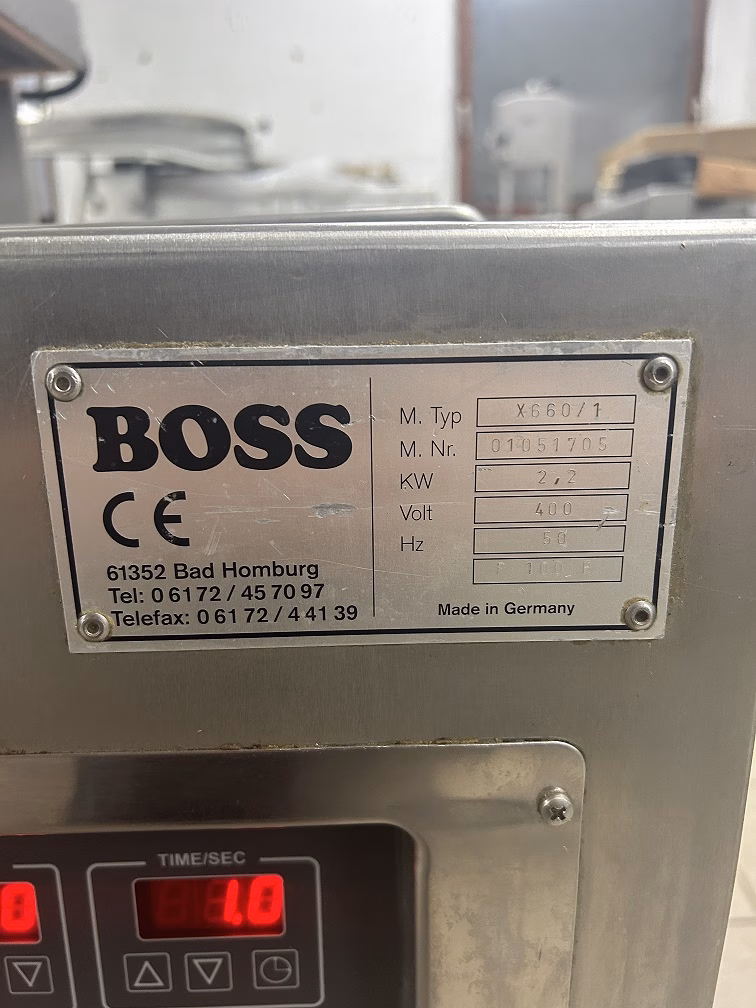 BOSS
CE
61352 Bad Homburg
Tel: 0 61 72 / 45 70 97
Telefax: 0 61 72 / 4 41 39
M. Typ X660/1
M. Nr. 01051705
KW 2,2
Volt 400
Hz 50
Made in Germany
TIME/SEC
1.0